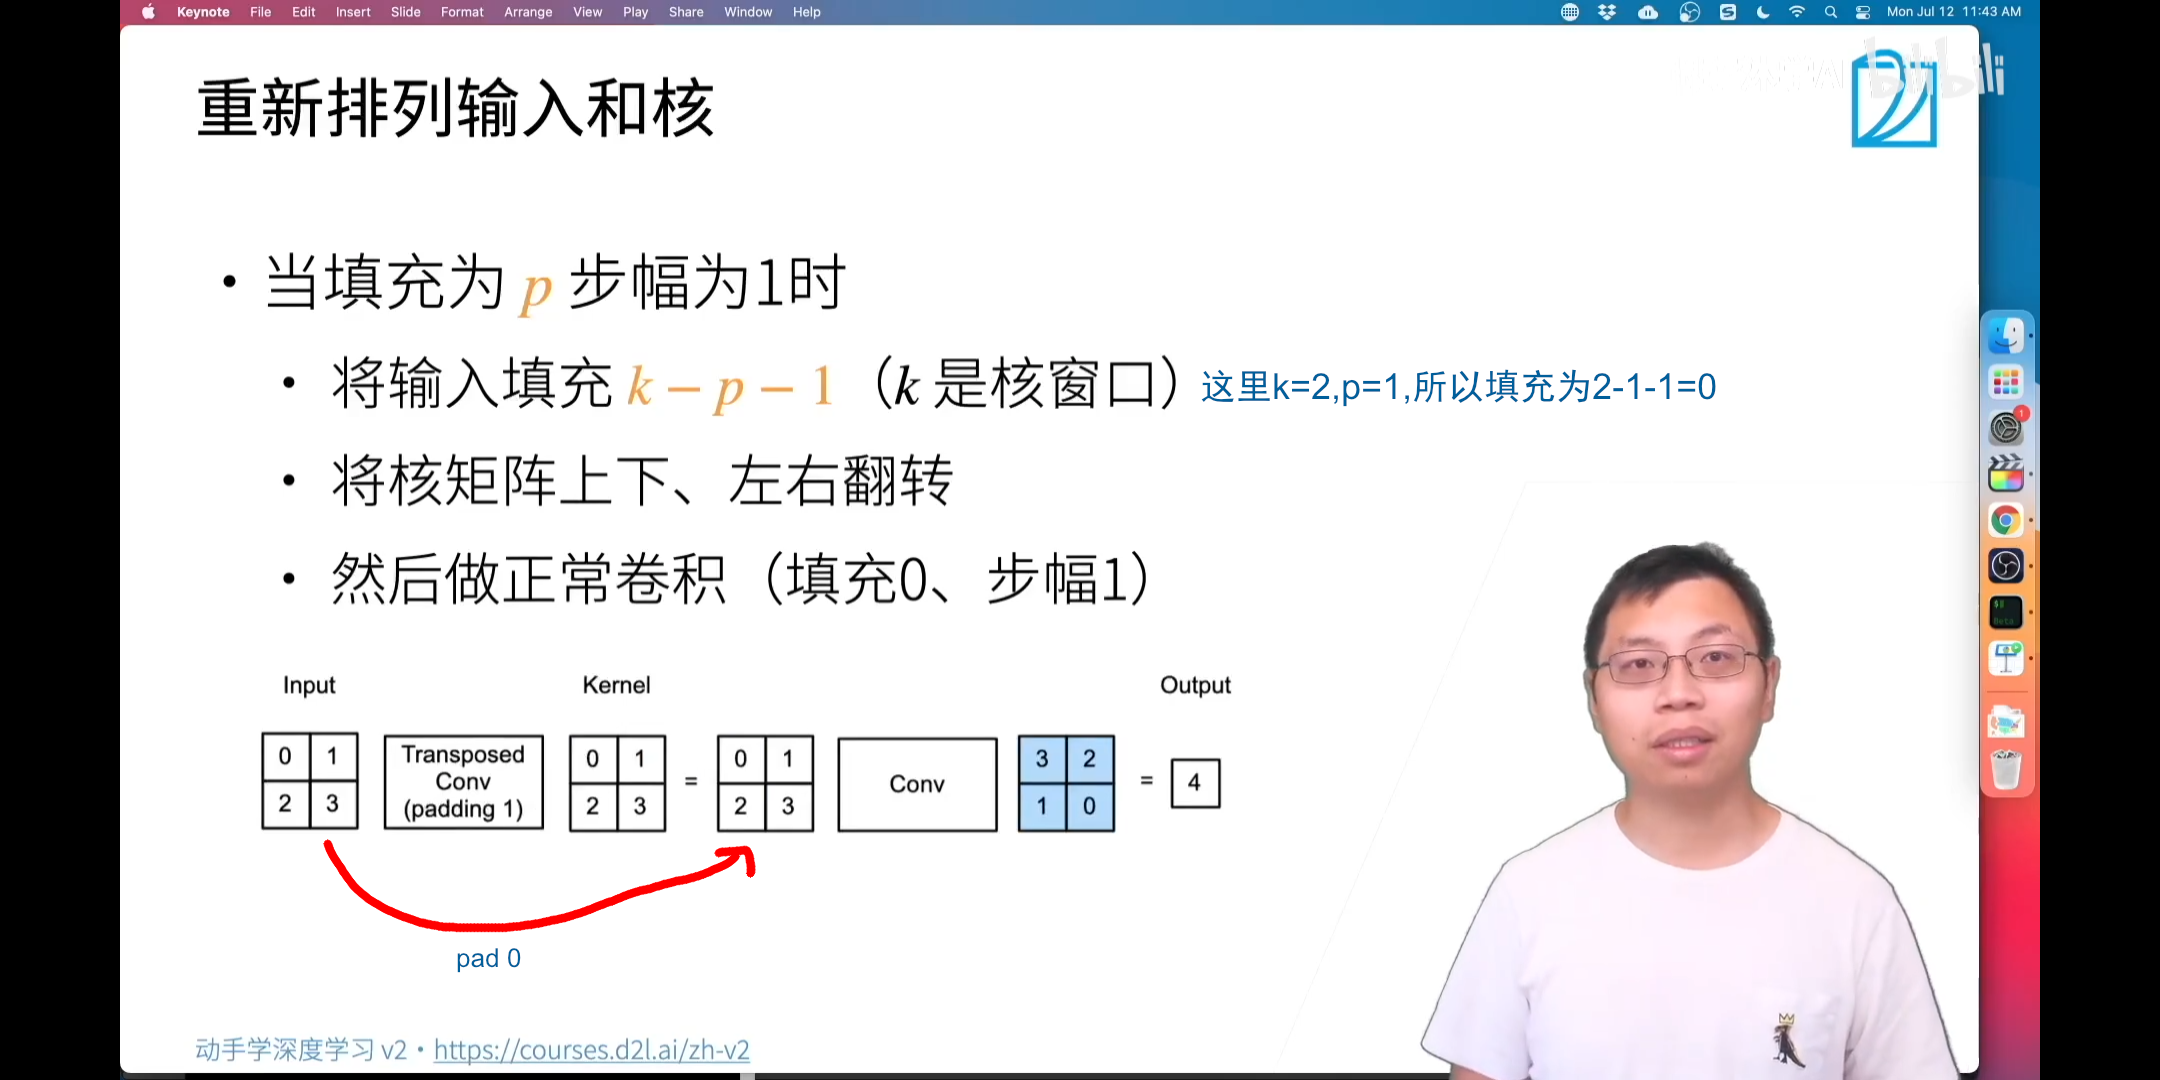 Keynote File Edit Insert Slide Format Arrange View Play Share Window Help Mon Jul 12 11:43 AM
bilibili
重新排列输入和核
• 当填充为 p 步幅为1时
• 将输入填充 k − p − 1（k 是核窗口）这里k=2,p=1,所以填充为2-1-1=0
• 将核矩阵上下、左右翻转
• 然后做正常卷积（填充0、步幅1）
Input Kernel Output
0 1 Transposed Conv (padding 1) 0 1 = 0 1 Conv 3 2 = 4
2 3 2 3 2 3 1 0
pad 0
动手学深度学习 v2 • https://courses.d2l.ai/zh-v2